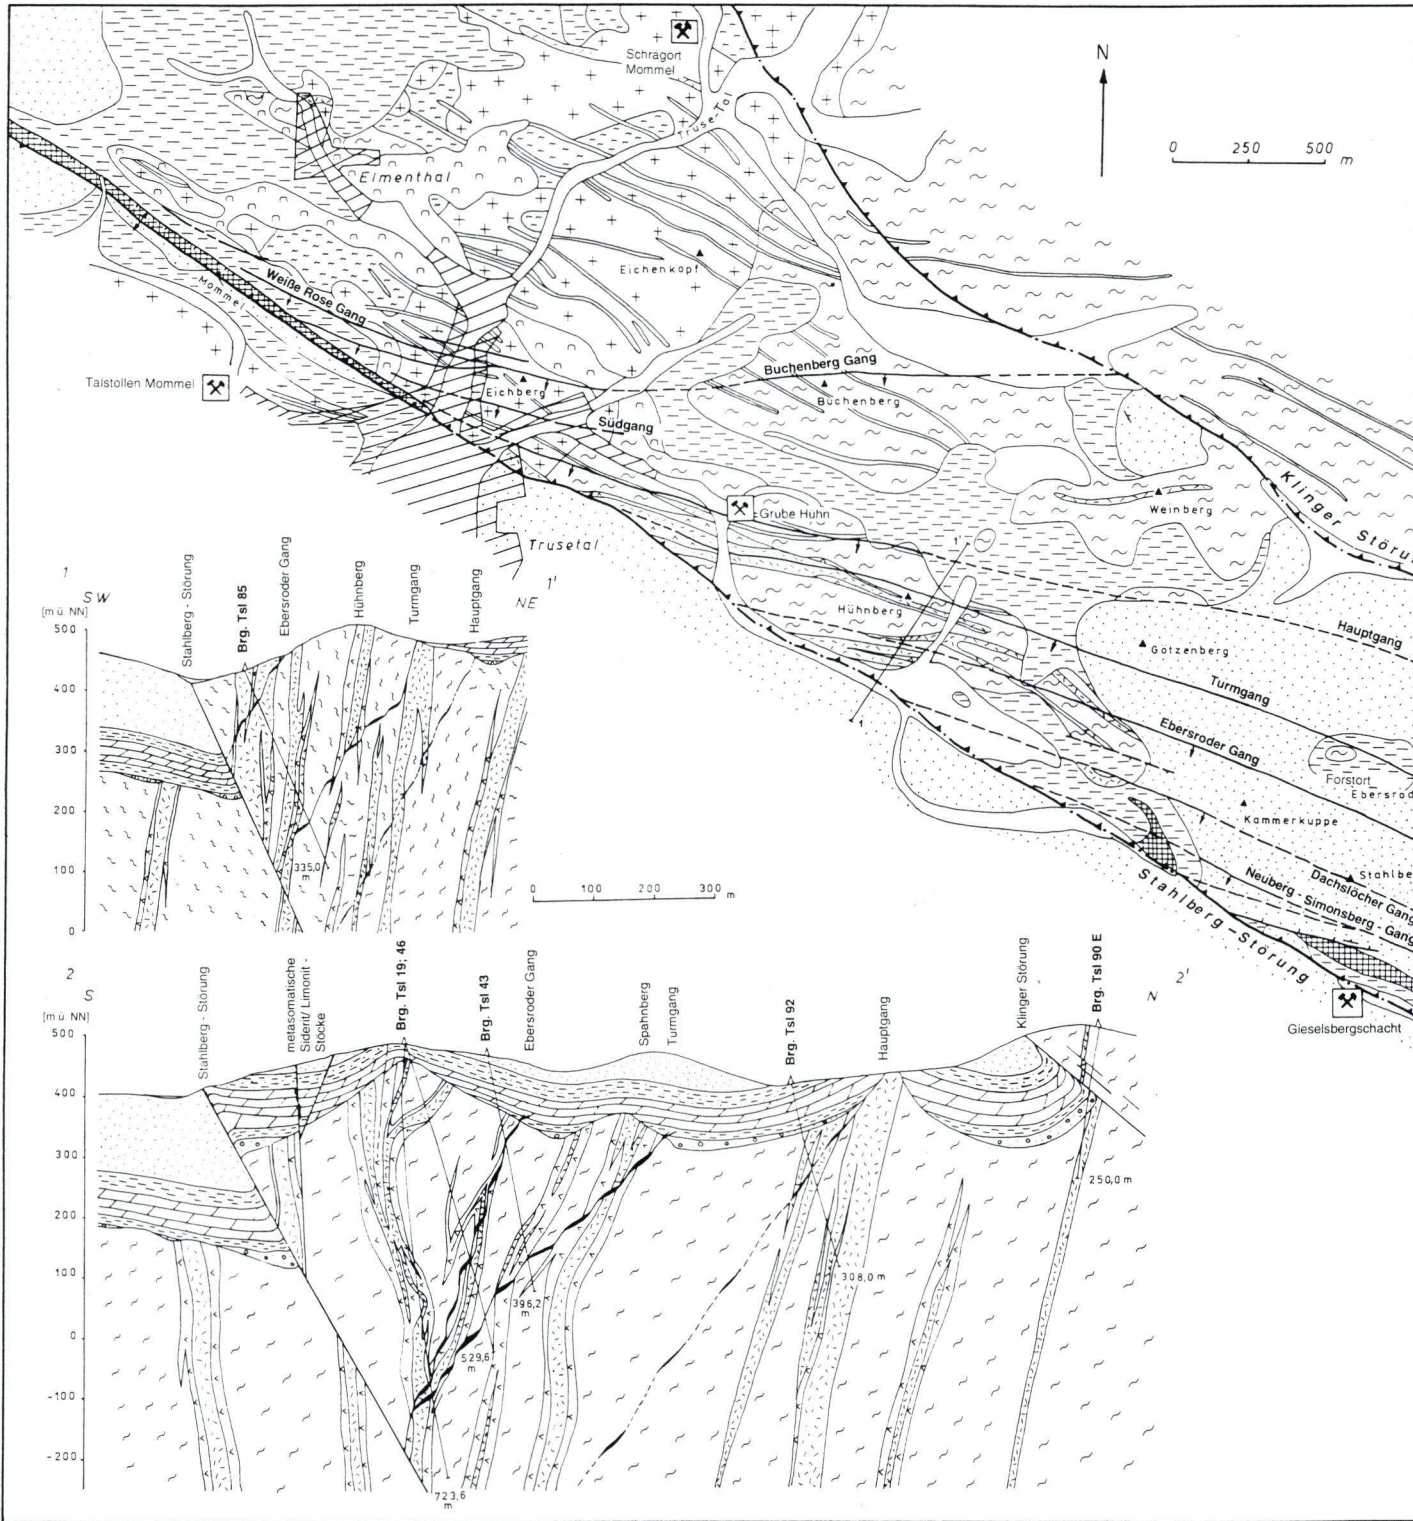 Schrägort
Mommel
N
0 250 500 m
Truse-Tal
Elmenthal
Eichenkopf
Weiße Rose Gang
Mommel
Talstollen Mommel
Buchenberg Gang
Eichberg
Buchenberg
Südgang
Klinger
Grube Hühn
Weinberg
Trusetal
1'
Hühnberg
Hauptgang
Götzenberg
Turmgang
1
Ebersroder Gang
Forstort
Kammerkuppe
Dachslöcher Gang
Neuberg - Simonsberg - Gang
Stahlberg - Störung
Gieselsbergschacht
1
SW
[m ü. NN]
Stahlberg - Störung
Brg. Tsl 85
Ebersroder Gang
Hühnberg
Turmgang
Hauptgang
1'
NE
500
400
300
200
100
0
335,0
m
0 100 200 300
m
2
S
[m ü. NN]
Stahlberg - Störung
metasomatische
Siderit/ Limonit -
Stöcke
Brg. Tsl 19; 46
Brg. Tsl 43
Ebersroder Gang
Spahnberg
Turmgang
Brg. Tsl 92
Hauptgang
Klinger Störung
Brg. Tsl 90 E
2'
N
500
400
300
200
100
0
-100
-200
250,0 m
308,0 m
396,2
m
529,6
m
723,6
m